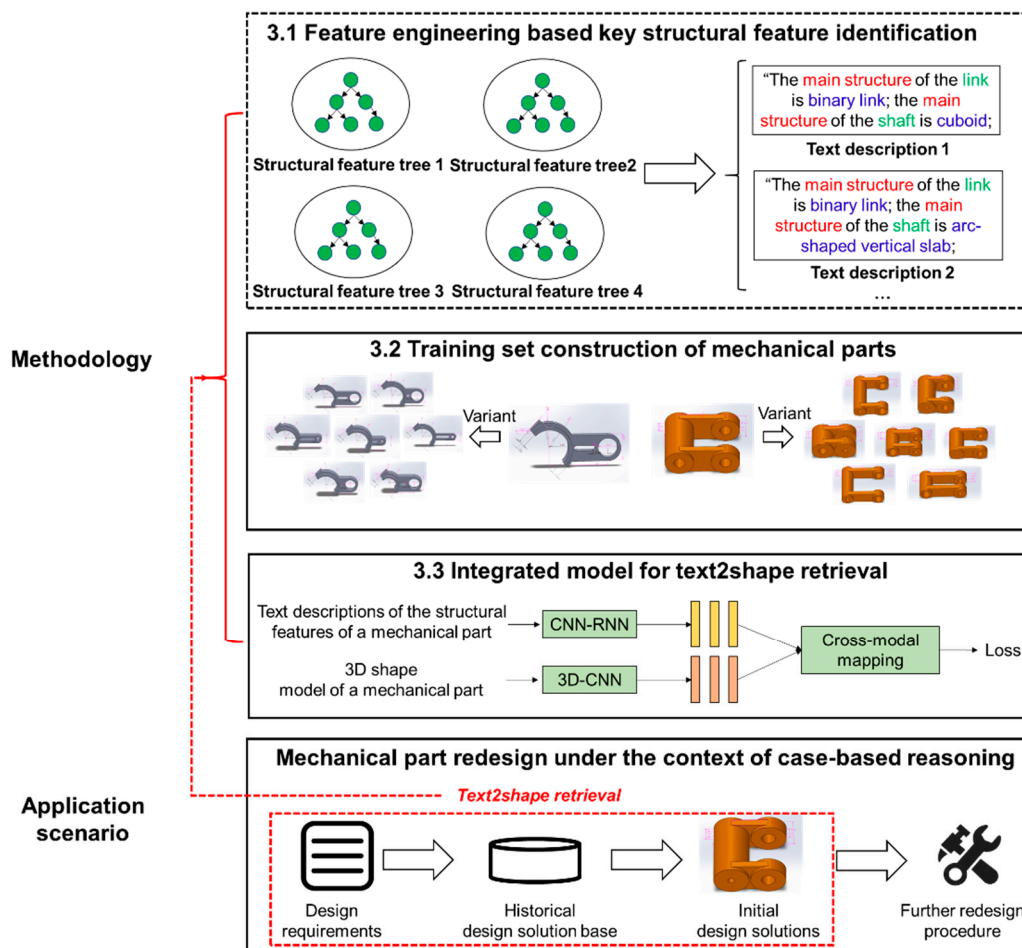 3.1 Feature engineering based key structural feature identification
Structural feature tree 1
Structural feature tree2
Structural feature tree 3
Structural feature tree 4
“The main structure of the link
is binary link; the main
structure of the shaft is cuboid;
Text description 1
“The main structure of the link
is binary link; the main
structure of the shaft is arc-
shaped vertical slab;
Text description 2
...
Methodology
3.2 Training set construction of mechanical parts
Variant
Variant
3.3 Integrated model for text2shape retrieval
Text descriptions of the structural
features of a mechanical part
CNN-RNN
3D shape
model of a mechanical part
3D-CNN
Cross-modal
mapping
Loss
Application
scenario
Mechanical part redesign under the context of case-based reasoning
Text2shape retrieval
Design
requirements
Historical
design solution base
Initial
design solutions
Further redesign
procedure